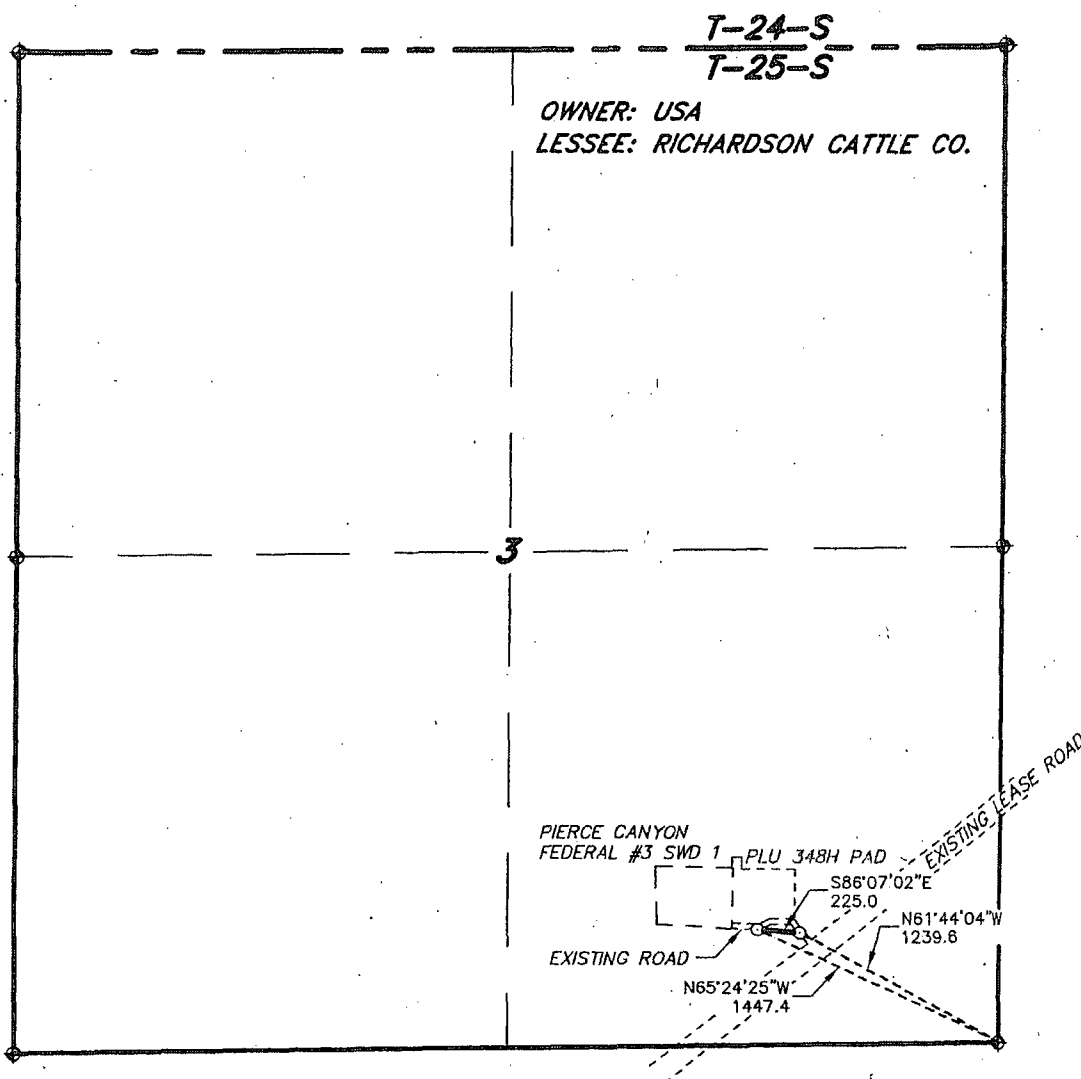 T-24-S
T-25-S
OWNER: USA
LESSEE: RICHARDSON CATTLE CO.
3
EXISTING LEASE ROAD
PIERCE CANYON
FEDERAL #3 SWD 1
PLU 348H PAD
S86°07'02"E
225.0
N61°44'04"W
1239.6
EXISTING ROAD
N65°24'25"W
1447.4